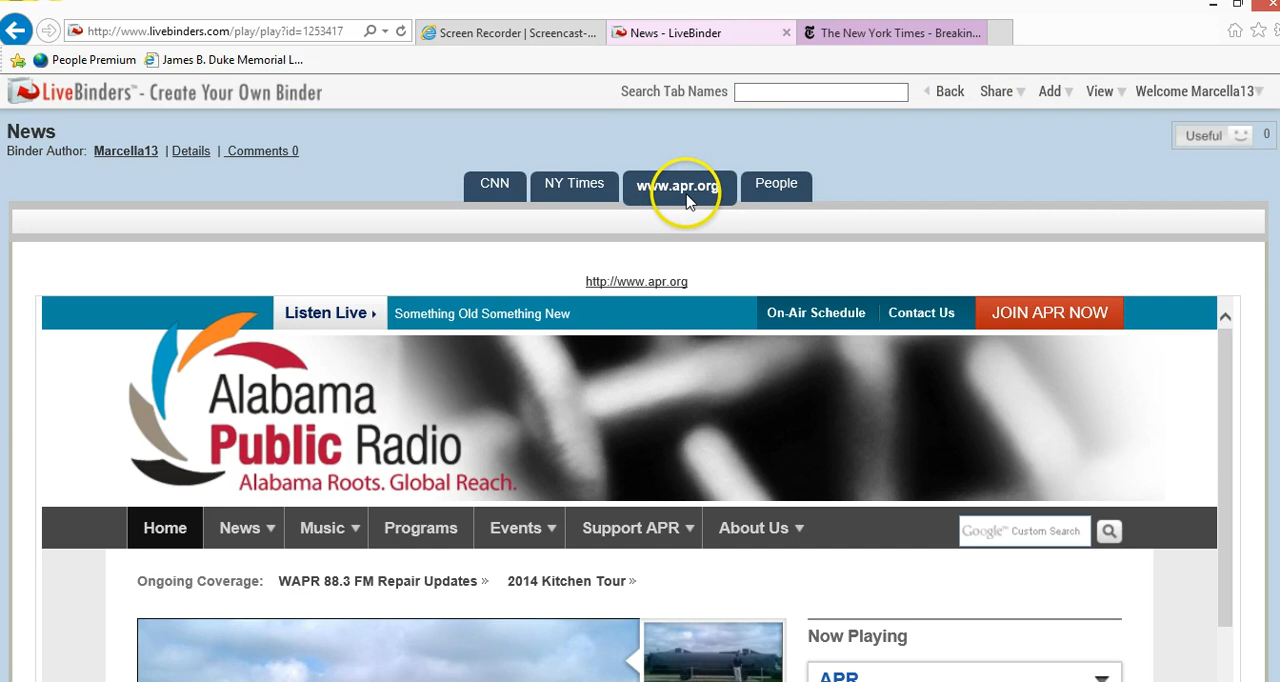 http://www.livebinders.com/play/play?id=1253417
Screen Recorder | Screencast-...
News - LiveBinder
The New York Times - Breakin...
People Premium
James B. Duke Memorial L...
LiveBinders™ - Create Your Own Binder
Search Tab Names
Back
Share
Add
View
Welcome Marcella13
News
Useful
0
Binder Author: Marcella13 | Details | Comments 0
CNN
NY Times
www.apr.org
People
http://www.apr.org
Listen Live
Something Old Something New
On-Air Schedule
Contact Us
JOIN APR NOW
Alabama
Public Radio
Alabama Roots. Global Reach.
Home
News
Music
Programs
Events
Support APR
About Us
Google™ Custom Search
Ongoing Coverage: WAPR 88.3 FM Repair Updates » 2014 Kitchen Tour »
Now Playing
APR